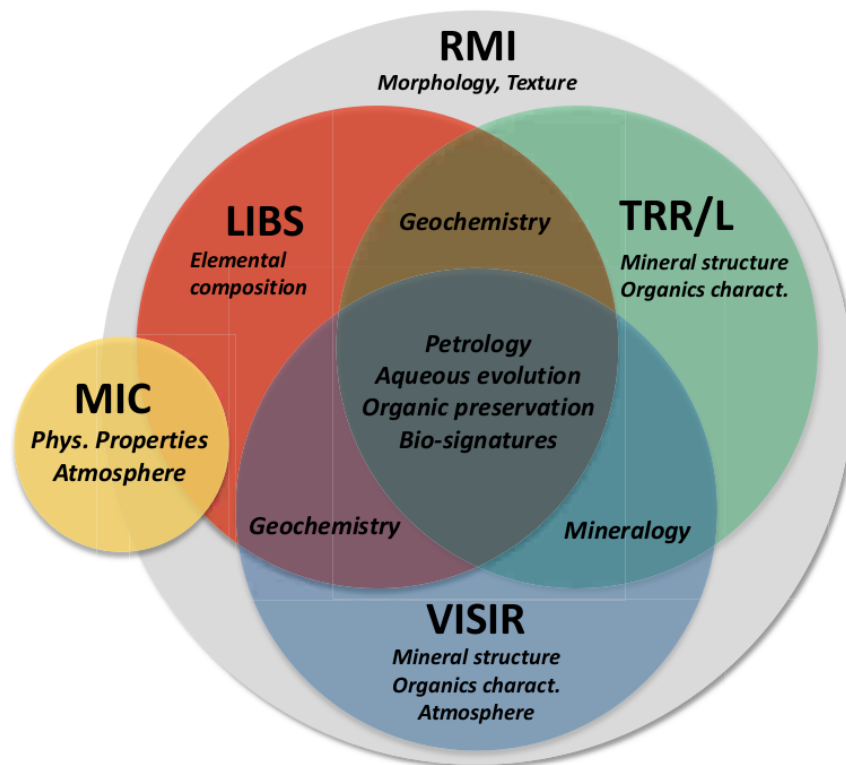 RMI
Morphology, Texture
LIBS
Elemental
composition
Geochemistry
TRR/L
Mineral structure
Organics charact.
Petrology
Aqueous evolution
Organic preservation
Bio-signatures
MIC
Phys. Properties
Atmosphere
Geochemistry
Mineralogy
VISIR
Mineral structure
Organics charact.
Atmosphere